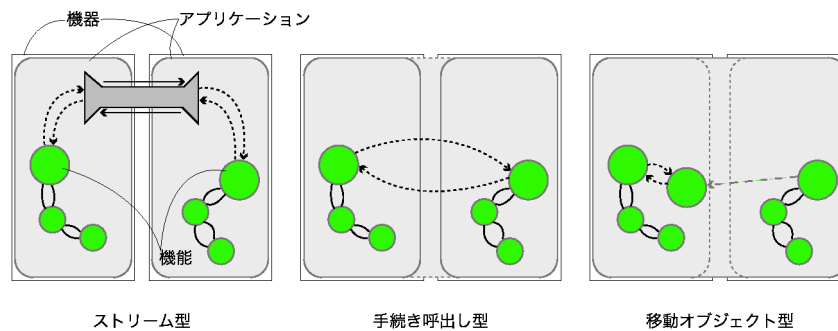 機器
アプリケーション
機能
ストリーム型
手続き呼出し型
移動オブジェクト型